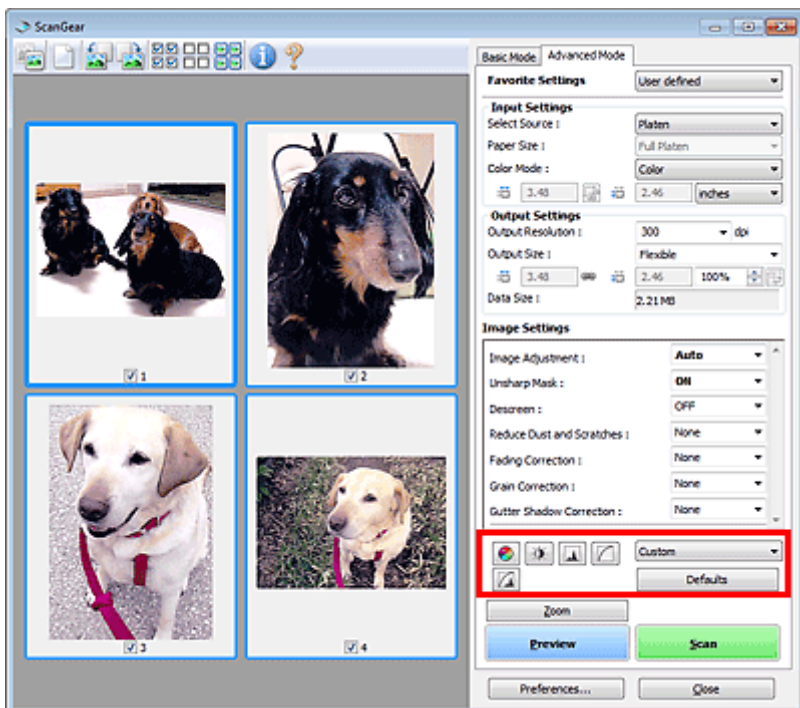 ScanGear
Basic Mode Advanced Mode
Favorite Settings User defined
Input Settings
Select Source : Platen
Paper Size : Full Platen
Color Mode : Color
3.48 2.46 inches
Output Settings
Output Resolution : 300 dpi
Output Size : Flexible
3.48 2.46 100%
Data Size : 2.21 MB
Image Settings
Image Adjustment : Auto
Unsharp Mask : ON
Descreen : OFF
Reduce Dust and Scratches : None
Fading Correction : None
Grain Correction : None
Gutter Shadow Correction : None
Custom
Defaults
Zoom
Preview Scan
Preferences... Close
1
2
3
4